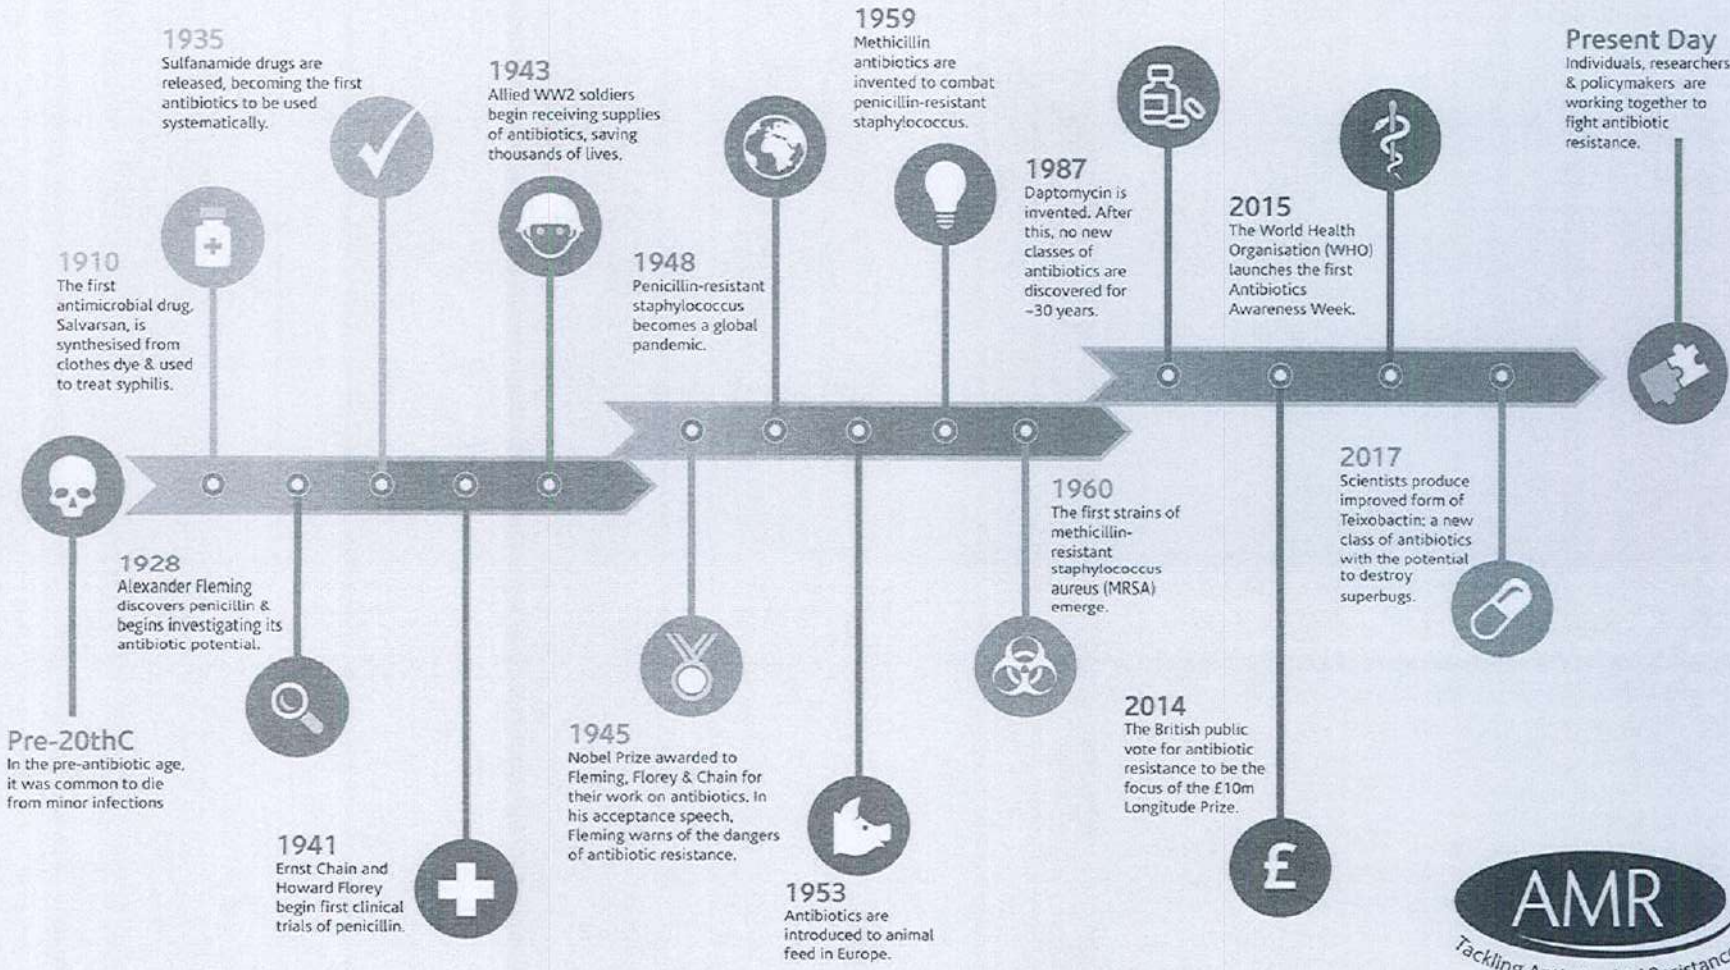 Pre-20thC
In the pre-antibiotic age,
it was common to die
from minor infections
1910
The first
antimicrobial drug,
Salvarsan, is
synthesised from
clothes dye & used
to treat syphilis.
1928
Alexander Fleming
discovers penicillin &
begins investigating its
antibiotic potential.
1935
Sulfanamide drugs are
released, becoming the first
antibiotics to be used
systematically.
1941
Ernst Chain and
Howard Florey
begin first clinical
trials of penicillin.
1943
Allied WW2 soldiers
begin receiving supplies
of antibiotics, saving
thousands of lives.
1945
Nobel Prize awarded to
Fleming, Florey & Chain for
their work on antibiotics. In
his acceptance speech,
Fleming warns of the dangers
of antibiotic resistance.
1948
Penicillin-resistant
staphylococcus
becomes a global
pandemic.
1953
Antibiotics are
introduced to animal
feed in Europe.
1959
Methicillin
antibiotics are
invented to combat
penicillin-resistant
staphylococcus.
1960
The first strains of
methicillin-
resistant
staphylococcus
aureus (MRSA)
emerge.
1987
Daptomycin is
invented. After
this, no new
classes of
antibiotics are
discovered for
~30 years.
2014
The British public
vote for antibiotic
resistance to be the
focus of the £10m
Longitude Prize.
£
2015
The World Health
Organisation (WHO)
launches the first
Antibiotics
Awareness Week.
2017
Scientists produce
improved form of
Teixobactin; a new
class of antibiotics
with the potential
to destroy
superbugs.
Present Day
Individuals, researchers
& policymakers are
working together to
fight antibiotic
resistance.
AMR
Tackling